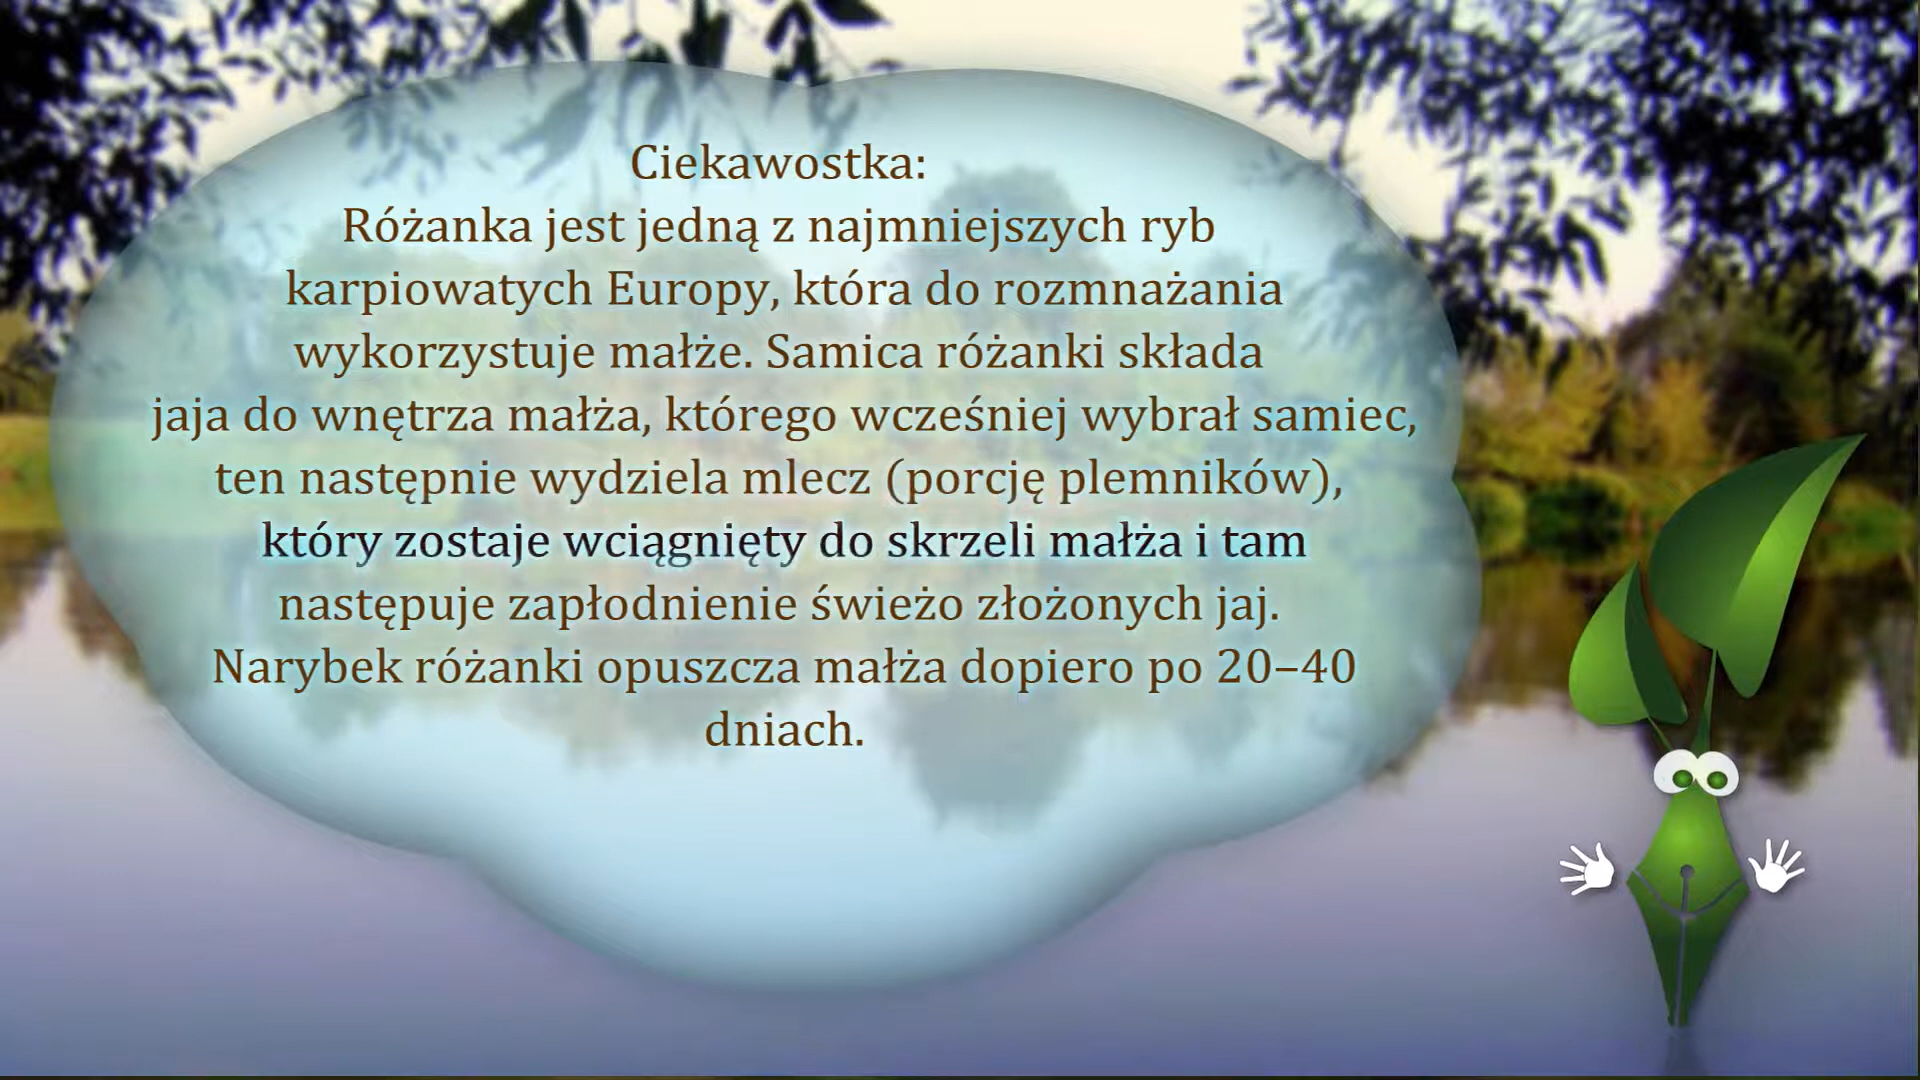 Ciekawostka:
Różanka jest jedną z najmniejszych ryb
karpiowatych Europy, która do rozmnażania
wykorzystuje małże. Samica różanki składa
jaja do wnętrza małża, którego wcześniej wybrał samiec,
ten następnie wydziela mlecz (porcję plemników),
który zostaje wciągnięty do skrzeli małża i tam
następuje zapłodnienie świeżo złożonych jaj.
Narybek różanki opuszcza małża dopiero po 20–40
dniach.